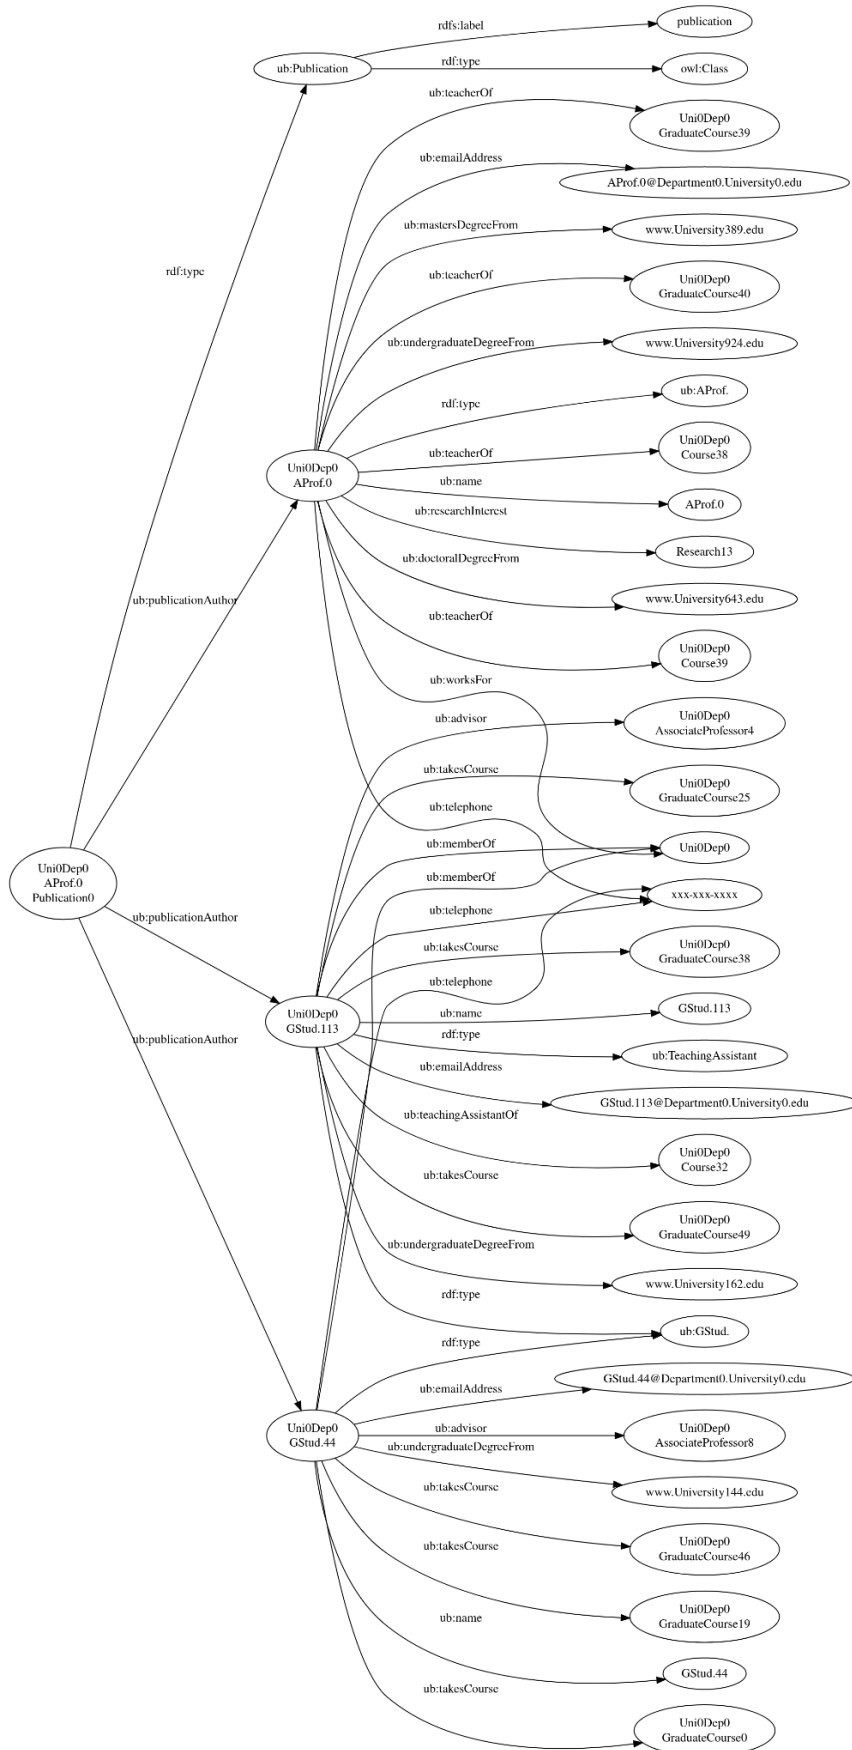 rdfs:label
publication
ub:Publication
rdf:type
owl:Class
ub:teacherOf
Uni0Dep0
GraduateCourse39
ub:emailAddress
AProf.0@Department0.University0.edu
ub:mastersDegreeFrom
www.University389.edu
rdf:type
ub:teacherOf
Uni0Dep0
GraduateCourse40
ub:undergraduateDegreeFrom
www.University924.edu
rdf:type
ub:AProf.
Uni0Dep0
AProf.0
ub:teacherOf
Uni0Dep0
Course38
ub:name
AProf.0
ub:researchInterest
Research13
ub:doctoralDegreeFrom
www.University643.edu
ub:publicationAuthor
ub:teacherOf
Uni0Dep0
Course39
ub:worksFor
ub:advisor
Uni0Dep0
AssociateProfessor4
ub:takesCourse
Uni0Dep0
GraduateCourse25
ub:telephone
ub:memberOf
Uni0Dep0
Uni0Dep0
AProf.0
Publication0
ub:memberOf
xxx-xxx-xxxx
ub:publicationAuthor
ub:telephone
ub:takesCourse
Uni0Dep0
GraduateCourse38
ub:telephone
Uni0Dep0
GStud.113
ub:name
GStud.113
ub:publicationAuthor
rdf:type
ub:TeachingAssistant
ub:emailAddress
GStud.113@Department0.University0.edu
ub:teachingAssistantOf
Uni0Dep0
Course32
ub:takesCourse
Uni0Dep0
GraduateCourse49
ub:undergraduateDegreeFrom
www.University162.edu
rdf:type
ub:GStud.
rdf:type
ub:emailAddress
GStud.44@Department0.University0.edu
Uni0Dep0
GStud.44
ub:advisor
Uni0Dep0
AssociateProfessor8
ub:undergraduateDegreeFrom
www.University144.edu
ub:takesCourse
Uni0Dep0
GraduateCourse46
ub:takesCourse
Uni0Dep0
GraduateCourse19
ub:name
GStud.44
ub:takesCourse
Uni0Dep0
GraduateCourse0